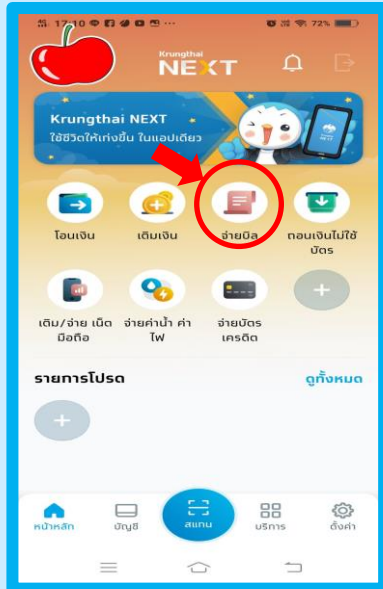 17:10
72%
Krungthai
NEXT
Krungthai NEXT
ใช้ชีวิตให้เก่งขึ้น ในแอปเดียว
โอนเงิน
เติมเงิน
จ่ายบิล
ถอนเงินไม่ใช้
บัตร
เติม/จ่าย เน็ต
มือถือ
จ่ายค่าน้ำ ค่า
ไฟ
จ่ายบัตร
เครดิต
รายการโปรด
ดูทั้งหมด
หน้าหลัก
บัญชี
สแกน
บริการ
ตั้งค่า